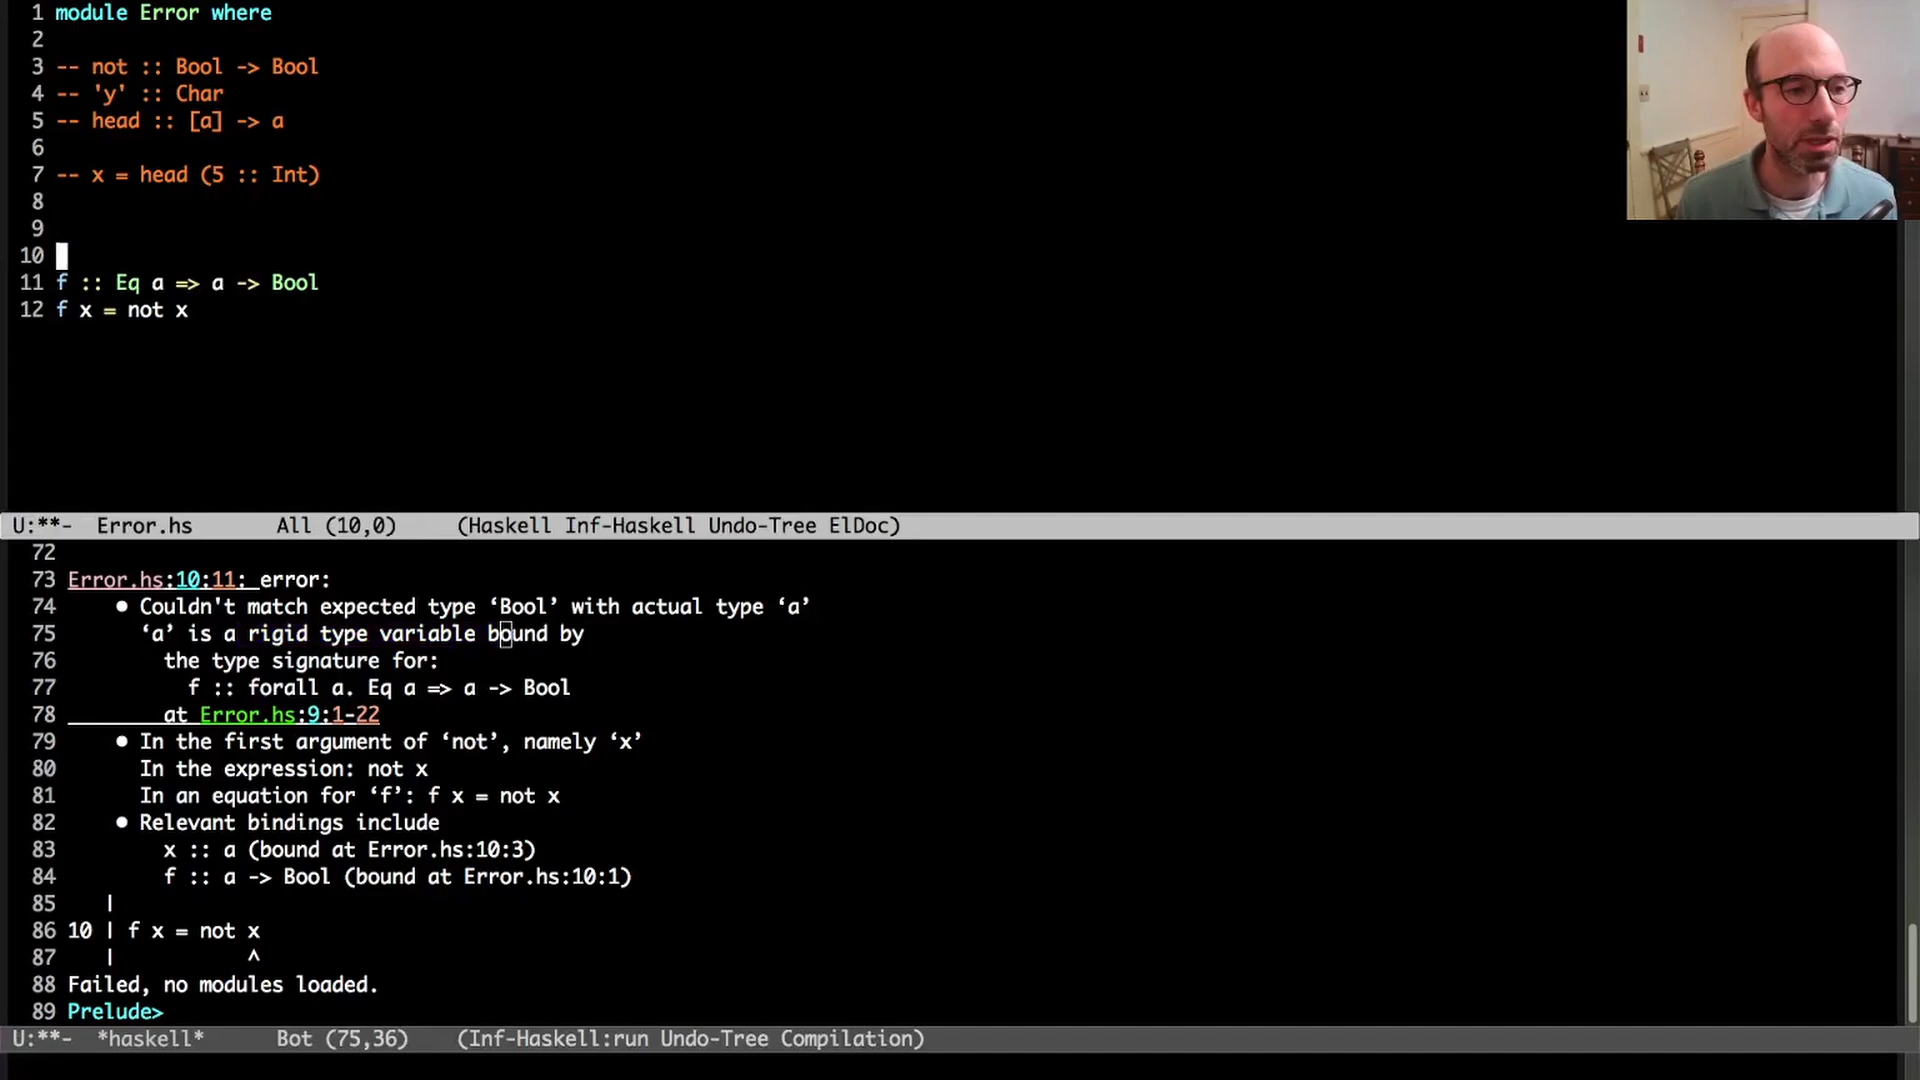 1 module Error where
2
3 -- not :: Bool -> Bool
4 -- 'y' :: Char
5 -- head :: [a] -> a
6
7 -- x = head (5 :: Int)
8
9
10
11 f :: Eq a => a -> Bool
12 f x = not x
U:**-  Error.hs       All (10,0)     (Haskell Inf-Haskell Undo-Tree ElDoc)
72
73 Error.hs:10:11: error:
74     • Couldn't match expected type ‘Bool’ with actual type ‘a’
75       ‘a’ is a rigid type variable bound by
76         the type signature for:
77           f :: forall a. Eq a => a -> Bool
78         at Error.hs:9:1-22
79     • In the first argument of ‘not’, namely ‘x’
80       In the expression: not x
81       In an equation for ‘f’: f x = not x
82     • Relevant bindings include
83         x :: a (bound at Error.hs:10:3)
84         f :: a -> Bool (bound at Error.hs:10:1)
85    |
86 10 | f x = not x
87    |           ^
88 Failed, no modules loaded.
89 Prelude>
U:**-  *haskell*      Bot (75,36)    (Inf-Haskell:run Undo-Tree Compilation)